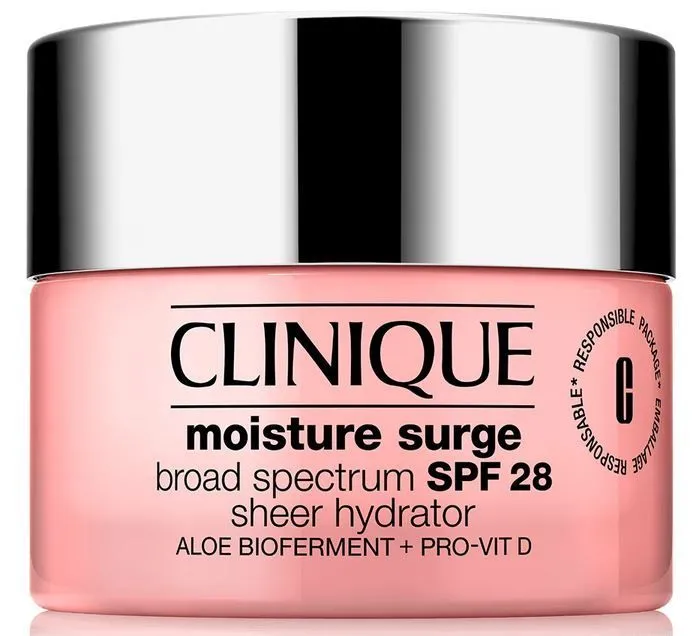 CLINIQUE
moisture surge
broad spectrum SPF 28
sheer hydrator
ALOE BIOFERMENT + PRO-VIT D
RESPONSIBLE PACKAGE* EMBALLAGE RESPONSABLE*
C